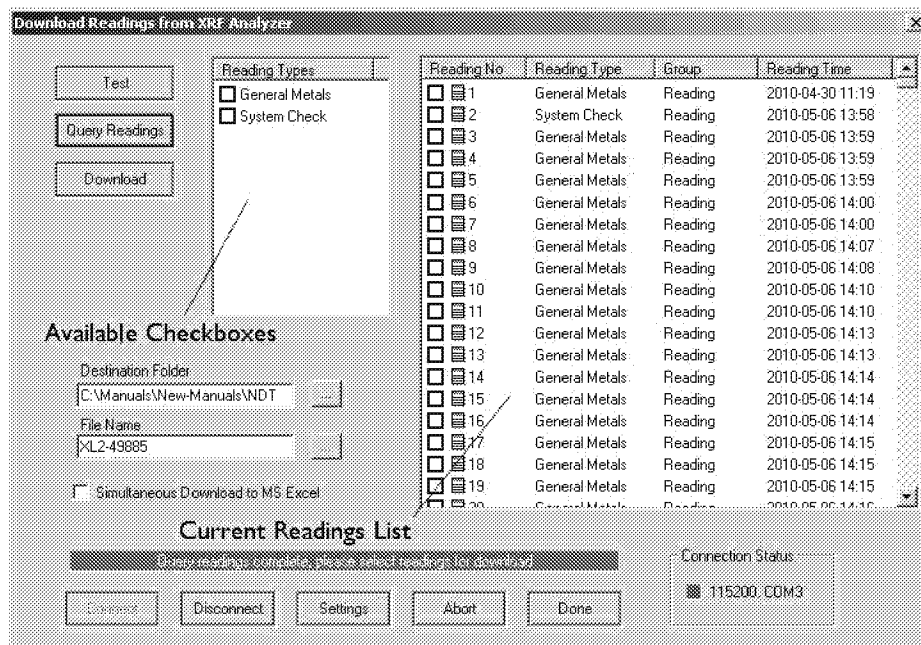 Download Readings from XRF Analyzer
Test
Query Readings
Download
Reading Types
General Metals
System Check
Reading No Reading Type Group Reading Time
1 General Metals Reading 2010-04-30 11:19
2 System Check Reading 2010-05-06 13:58
3 General Metals Reading 2010-05-06 13:59
4 General Metals Reading 2010-05-06 13:59
5 General Metals Reading 2010-05-06 13:59
6 General Metals Reading 2010-05-06 14:00
7 General Metals Reading 2010-05-06 14:00
8 General Metals Reading 2010-05-06 14:07
9 General Metals Reading 2010-05-06 14:08
10 General Metals Reading 2010-05-06 14:10
11 General Metals Reading 2010-05-06 14:10
12 General Metals Reading 2010-05-06 14:13
13 General Metals Reading 2010-05-06 14:13
14 General Metals Reading 2010-05-06 14:14
15 General Metals Reading 2010-05-06 14:14
16 General Metals Reading 2010-05-06 14:14
17 General Metals Reading 2010-05-06 14:15
18 General Metals Reading 2010-05-06 14:15
19 General Metals Reading 2010-05-06 14:15
Available Checkboxes
Destination Folder
C:\Manuals\New-Manuals\NDT ...
File Name
XL2-49885
Simultaneous Download to MS Excel
Current Readings List
Query readings complete, please select readings for download
Connection Status
115200, COM3
Connect Disconnect Settings Abort Done